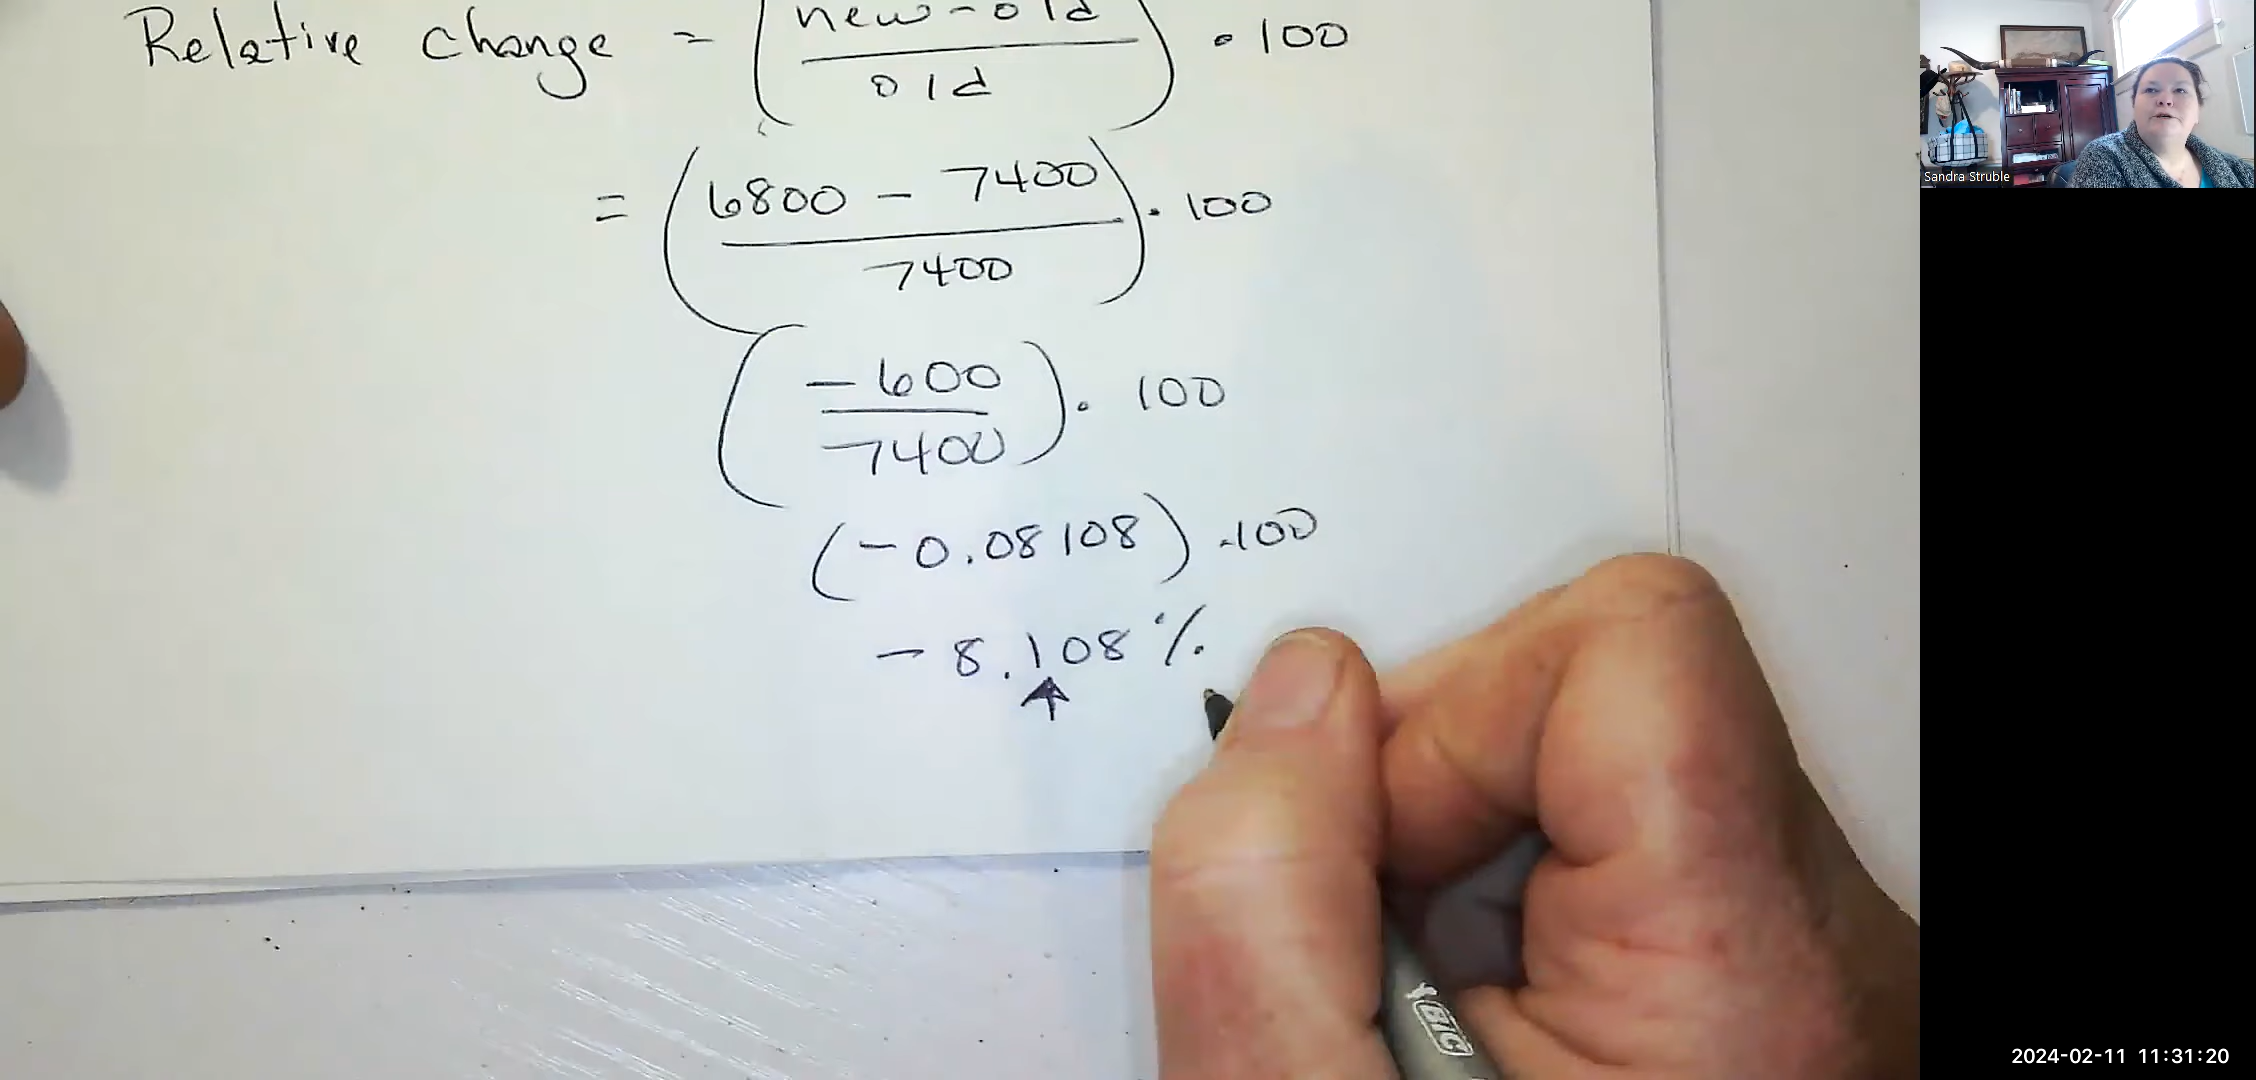 Relative change = (new - old / old) • 100
= (6800 - 7400 / 7400) • 100
(-600 / 7400) • 100
(-0.08108) • 100
-8.108%
Sandra Struble
BIC
2024-02-11 11:31:20